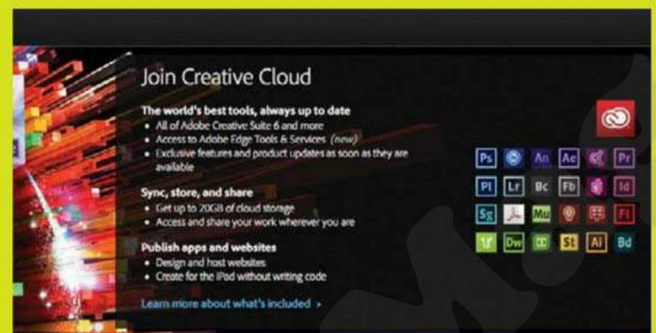 Join Creative Cloud
The world's best tools, always up to date
• All of Adobe Creative Suite 6 and more
• Access to Adobe Edge Tools & Services (new)
• Exclusive features and product updates as soon as they are
available
Sync, store, and share
• Get up to 20GB of cloud storage
• Access and share your work wherever you are
Publish apps and websites
• Design and host websites
• Create for the iPad without writing code
Learn more about what's included ›
Ps An Ae Pr
Pl Lr Bc Fb Id
Sg Mu Fl
Dw St Ai Bd